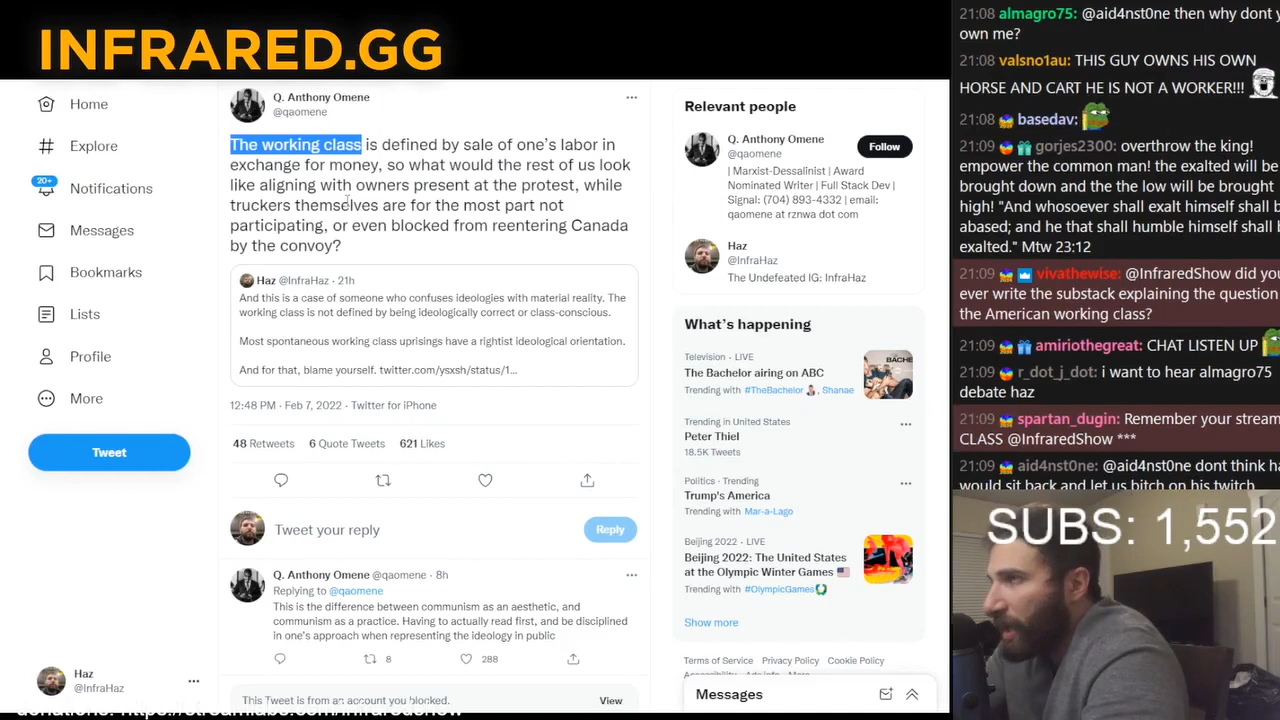 INFRARED.GG
Home
Explore
20+
Notifications
Messages
Bookmarks
Lists
Profile
More
Tweet
Haz
@InfraHaz
Q. Anthony Omene
@qaomene
The working class is defined by sale of one's labor in
exchange for money, so what would the rest of us look
like aligning with owners present at the protest, while
truckers themselves are for the most part not
participating, or even blocked from reentering Canada
by the convoy?
Haz @InfraHaz · 21h
And this is a case of someone who confuses ideologies with material reality. The
working class is not defined by being ideologically correct or class-conscious.
Most spontaneous working class uprisings have a rightist ideological orientation.
And for that, blame yourself. twitter.com/ysxsh/status/1...
12:48 PM · Feb 7, 2022 · Twitter for iPhone
48 Retweets 6 Quote Tweets 621 Likes
Tweet your reply
Reply
Q. Anthony Omene @qaomene · 8h
Replying to @qaomene
This is the difference between communism as an aesthetic, and
communism as a practice. Having to actually read first, and be disciplined
in one's approach when representing the ideology in public
8 288
This Tweet is from an account you blocked. View
Relevant people
Q. Anthony Omene
@qaomene
Follow
| Marxist-Dessalinist | Award
Nominated Writer | Full Stack Dev |
Signal: (704) 893-4332 | email:
qaomene at rznwa dot com
Haz
@InfraHaz
The Undefeated IG: InfraHaz
What's happening
Television · LIVE
The Bachelor airing on ABC
Trending with #TheBachelor, Shanae
Trending in United States
Peter Thiel
18.5K Tweets
Politics · Trending
Trump's America
Trending with Mar-a-Lago
Beijing 2022 · LIVE
Beijing 2022: The United States
at the Olympic Winter Games
Trending with #OlympicGames
Show more
Terms of Service Privacy Policy Cookie Policy
Messages
21:08 almagro75: @aid4nst0ne then why dont y
own me?
21:08 valsno1au: THIS GUY OWNS HIS OWN
HORSE AND CART HE IS NOT A WORKER!!!
21:08 basedav:
21:09 gorjes2300: overthrow the king!
empower the common man! the exalted will be
brought down and the low will be brought
high! "And whosoever shall exalt himself shall b
abased; and he that shall humble himself shall b
exalted." Mtw 23:12
21:09 vivathewise: @InfraredShow did you
ever write the substack explaining the question
the American working class?
21:09 amiriothegreat: CHAT LISTEN UP
21:09 r_dot_j_dot: i want to hear almagro75
debate haz
21:09 spartan_dugin: Remember your stream
CLASS @InfraredShow ***
21:09 aid4nst0ne: @aid4nst0ne dont think ha
would sit back and let us bitch on his twitch
SUBS: 1,552